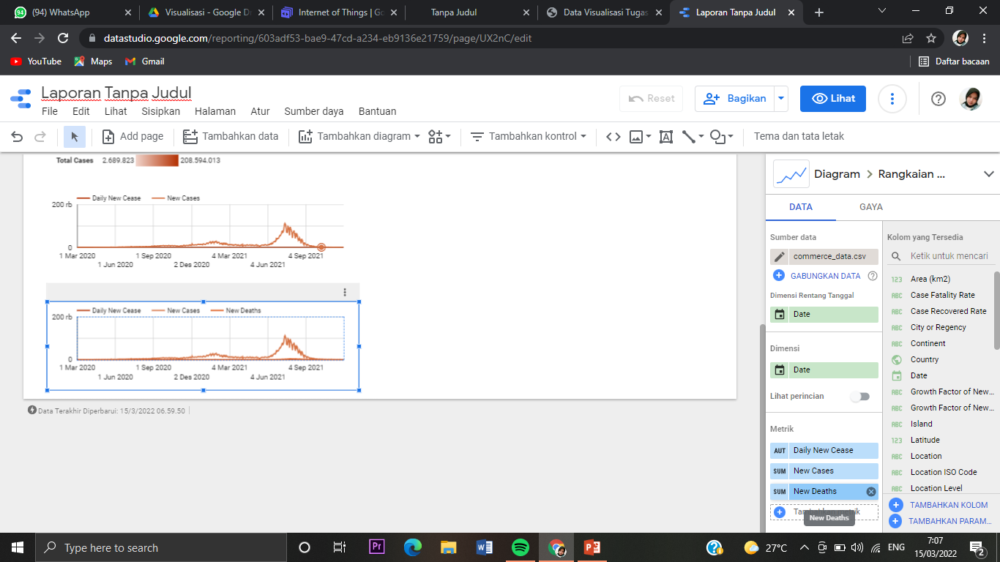 (94) WhatsApp
Visualisasi - Google D
Internet of Things | Go
Tanpa Judul
Data Visualisasi Tugas
Laporan Tanpa Judul
datastudio.google.com/reporting/603adf53-bae9-47cd-a234-eb9136e21759/page/UX2nC/edit
YouTube
Maps
Gmail
Daftar bacaan
Laporan Tanpa Judul
Reset
Bagikan
Lihat
File Edit Lihat Sisipkan Halaman Atur Sumber daya Bantuan
Add page
Tambahkan data
Tambahkan diagram
Tambahkan kontrol
Tema dan tata letak
Total Cases 2.689.823 208.594.013
Daily New Cease New Cases
200 rb
0
1 Mar 2020 1 Sep 2020 4 Mar 2021 4 Sep 2021
1 Jun 2020 2 Des 2020 4 Jun 2021
Daily New Cease New Cases New Deaths
200 rb
0
1 Mar 2020 1 Sep 2020 4 Mar 2021 4 Sep 2021
1 Jun 2020 2 Des 2020 4 Jun 2021
Data Terakhir Diperbarui: 15/3/2022 06.59.50
Diagram > Rangkaian ...
DATA
GAYA
Sumber data
commerce_data.csv
GABUNGKAN DATA
Dimensi Rentang Tanggal
Date
Dimensi
Date
Lihat perincian
Metrik
AUT Daily New Cease
SUM New Cases
SUM New Deaths
New Deaths
Kolom yang Tersedia
Ketik untuk mencari
123 Area (km2)
ABC Case Fatality Rate
ABC Case Recovered Rate
ABC City or Regency
ABC Continent
Country
Date
ABC Growth Factor of New...
ABC Growth Factor of New...
ABC Island
123 Latitude
ABC Location
ABC Location ISO Code
ABC Location Level
TAMBAHKAN KOLOM
TAMBAHKAN PARAM...
Type here to search
Pr
27°C
ENG
7:07
15/03/2022
2